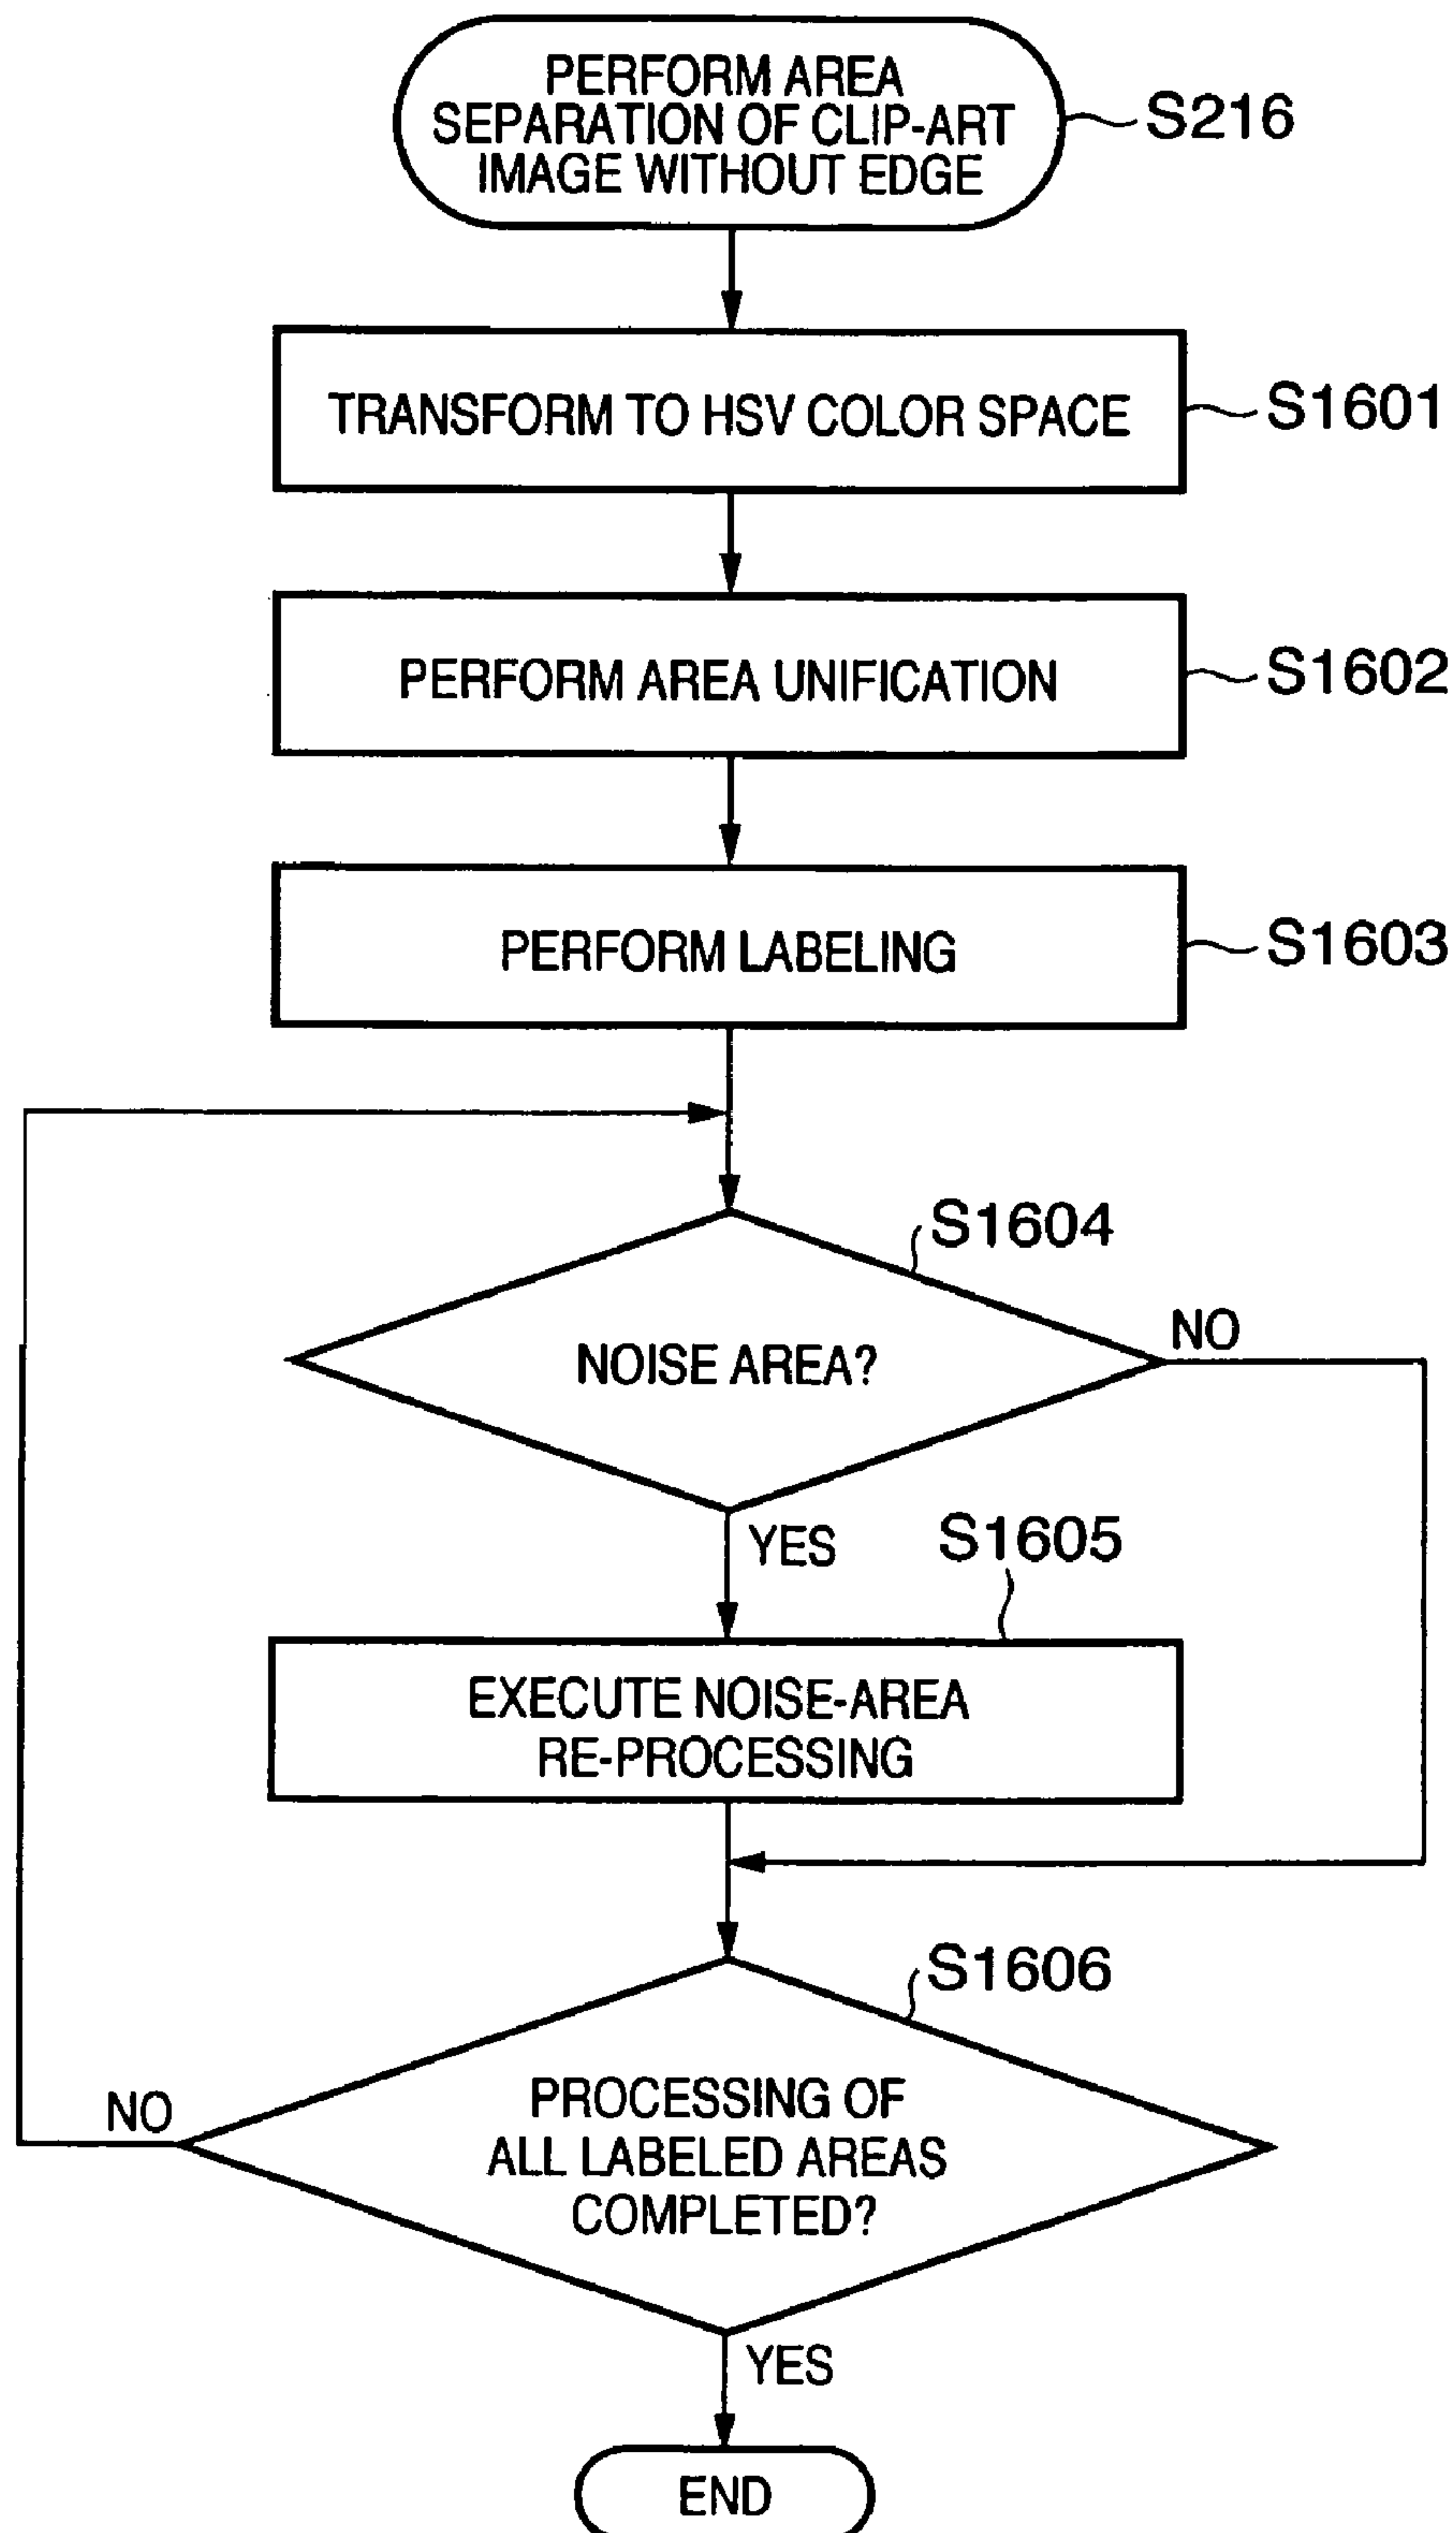 PERFORM AREA
SEPARATION OF CLIP-ART
IMAGE WITHOUT EDGE
S216
TRANSFORM TO HSV COLOR SPACE
S1601
PERFORM AREA UNIFICATION
S1602
PERFORM LABELING
S1603
S1604
NOISE AREA?
NO
YES
S1605
EXECUTE NOISE-AREA
RE-PROCESSING
S1606
PROCESSING OF
ALL LABELED AREAS
COMPLETED?
NO
YES
END